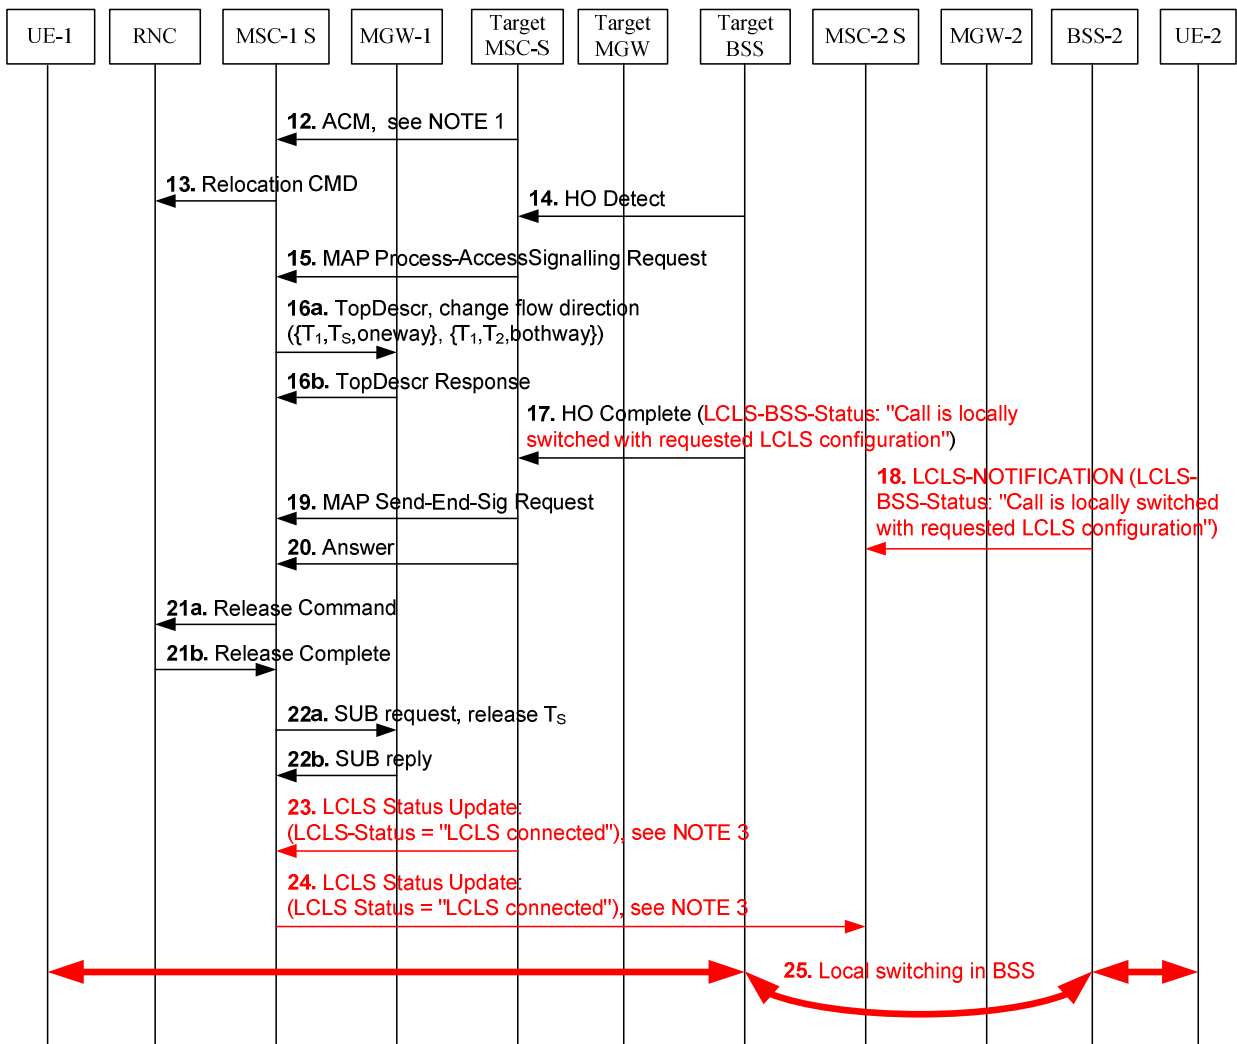 UE-1
RNC
MSC-1 S
MGW-1
Target
MSC-S
Target
MGW
Target
BSS
MSC-2 S
MGW-2
BSS-2
UE-2
12. ACM, see NOTE 1
13. Relocation CMD
14. HO Detect
15. MAP Process-AccessSignalling Request
16a. TopDescr, change flow direction
({T1,TS,oneway}, {T1,T2,bothway})
16b. TopDescr Response
17. HO Complete (LCLS-BSS-Status: "Call is locally
switched with requested LCLS configuration")
18. LCLS-NOTIFICATION (LCLS-
BSS-Status: "Call is locally switched
with requested LCLS configuration")
19. MAP Send-End-Sig Request
20. Answer
21a. Release Command
21b. Release Complete
22a. SUB request, release TS
22b. SUB reply
23. LCLS Status Update:
(LCLS-Status = "LCLS connected"), see NOTE 3
24. LCLS Status Update:
(LCLS Status = "LCLS connected"), see NOTE 3
25. Local switching in BSS